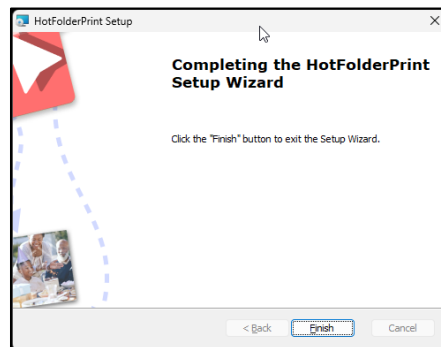 HotFolderPrint Setup
Completing the HotFolderPrint
Setup Wizard
Click the "Finish" button to exit the Setup Wizard.
< Back
Finish
Cancel